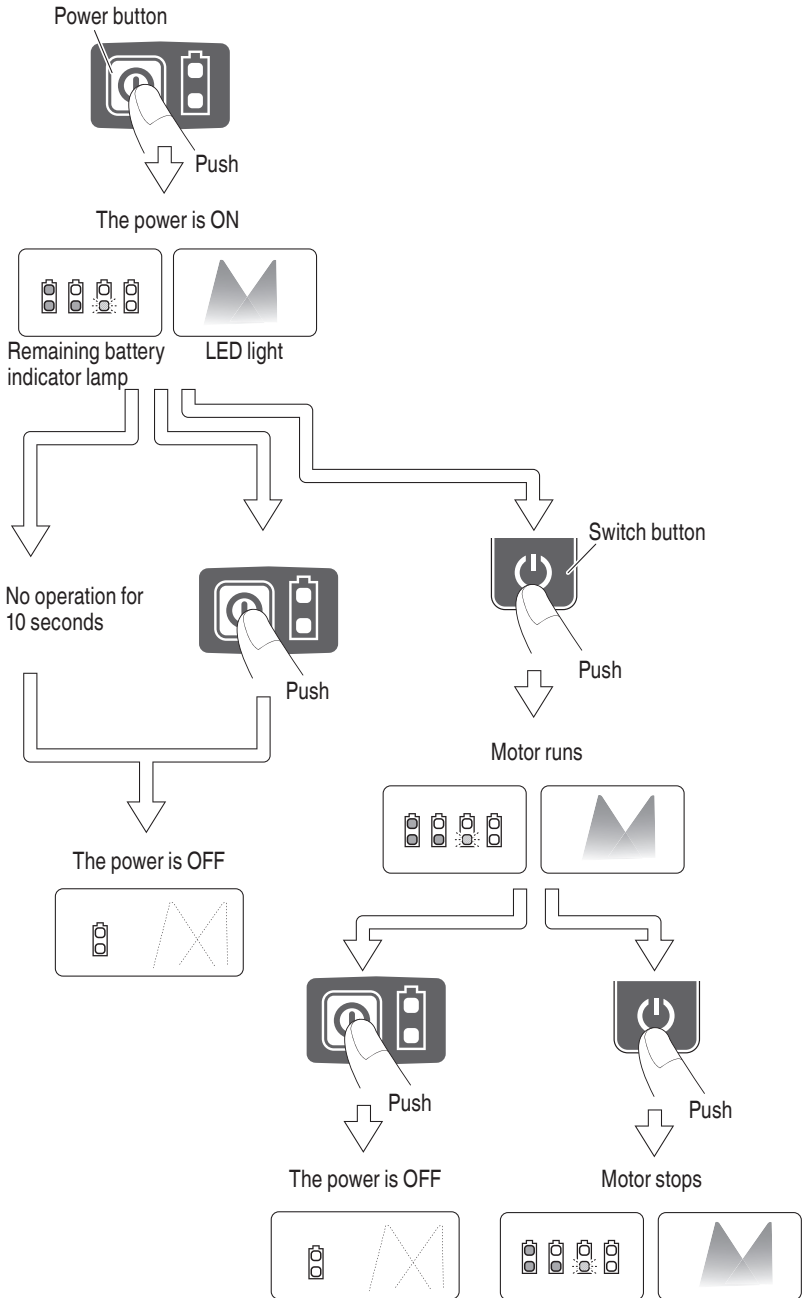 Power button
Push
The power is ON
Remaining battery
indicator lamp
LED light
Switch button
No operation for
10 seconds
Push
Push
Motor runs
The power is OFF
Push
Push
The power is OFF
Motor stops